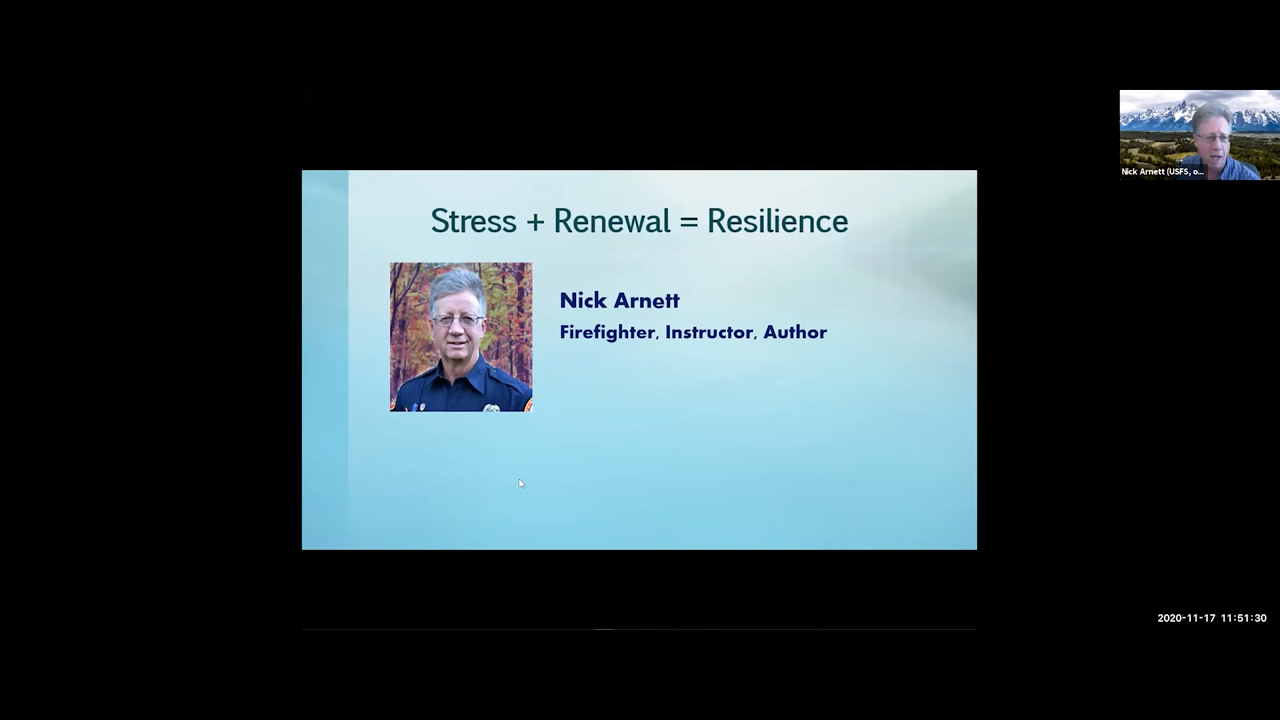 Stress + Renewal = Resilience
Nick Arnett
Firefighter, Instructor, Author
Nick Arnett (USFS, o...
2020-11-17 11:51:30